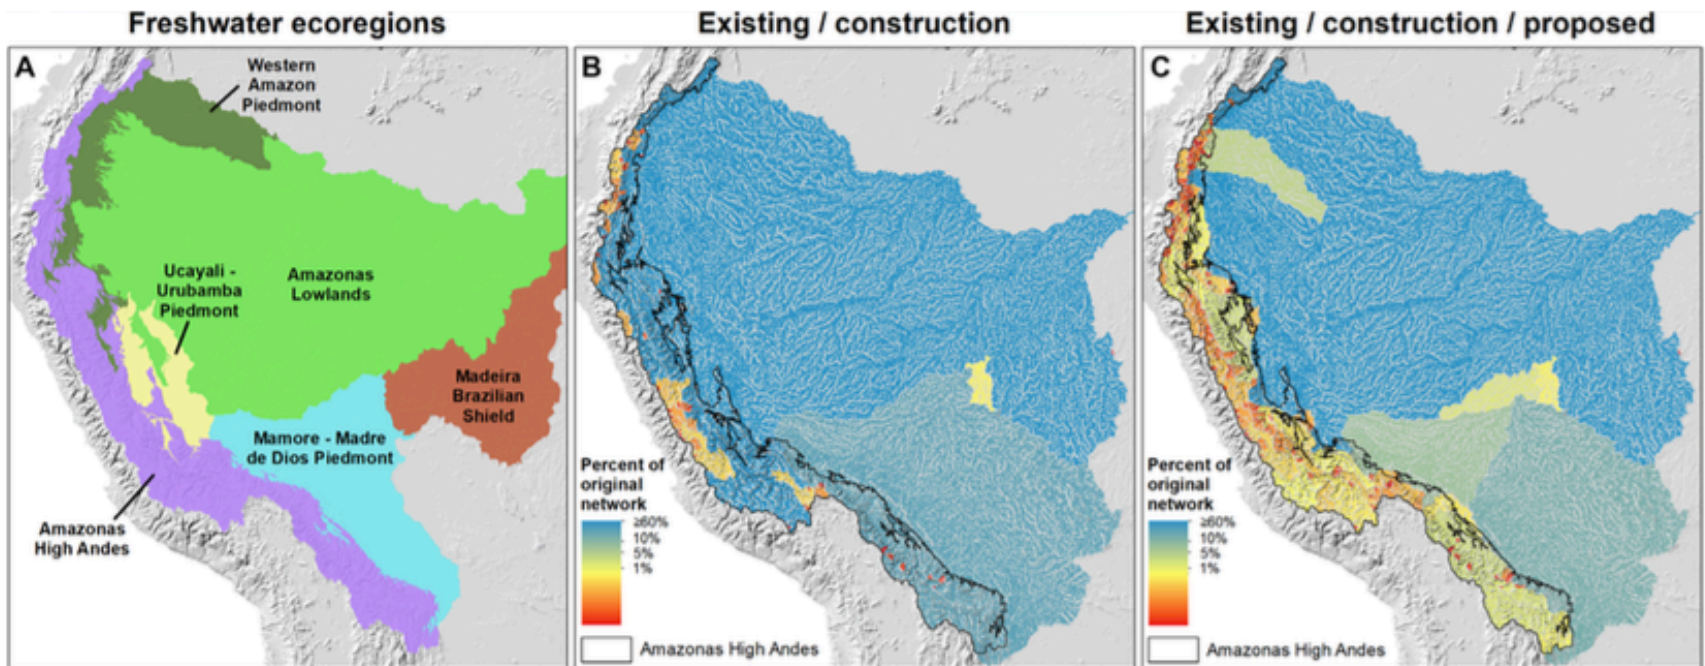 Freshwater ecoregions
Existing / construction
Existing / construction / proposed
A
Western
Amazon
Piedmont
Ucayali -
Urubamba
Piedmont
Amazonas
Lowlands
Madeira
Brazilian
Shield
Mamore - Madre
de Dios Piedmont
Amazonas
High Andes
B
Percent of
original
network
≥60%
10%
5%
1%
Amazonas High Andes
C
Percent of
original
network
≥60%
10%
5%
1%
Amazonas High Andes